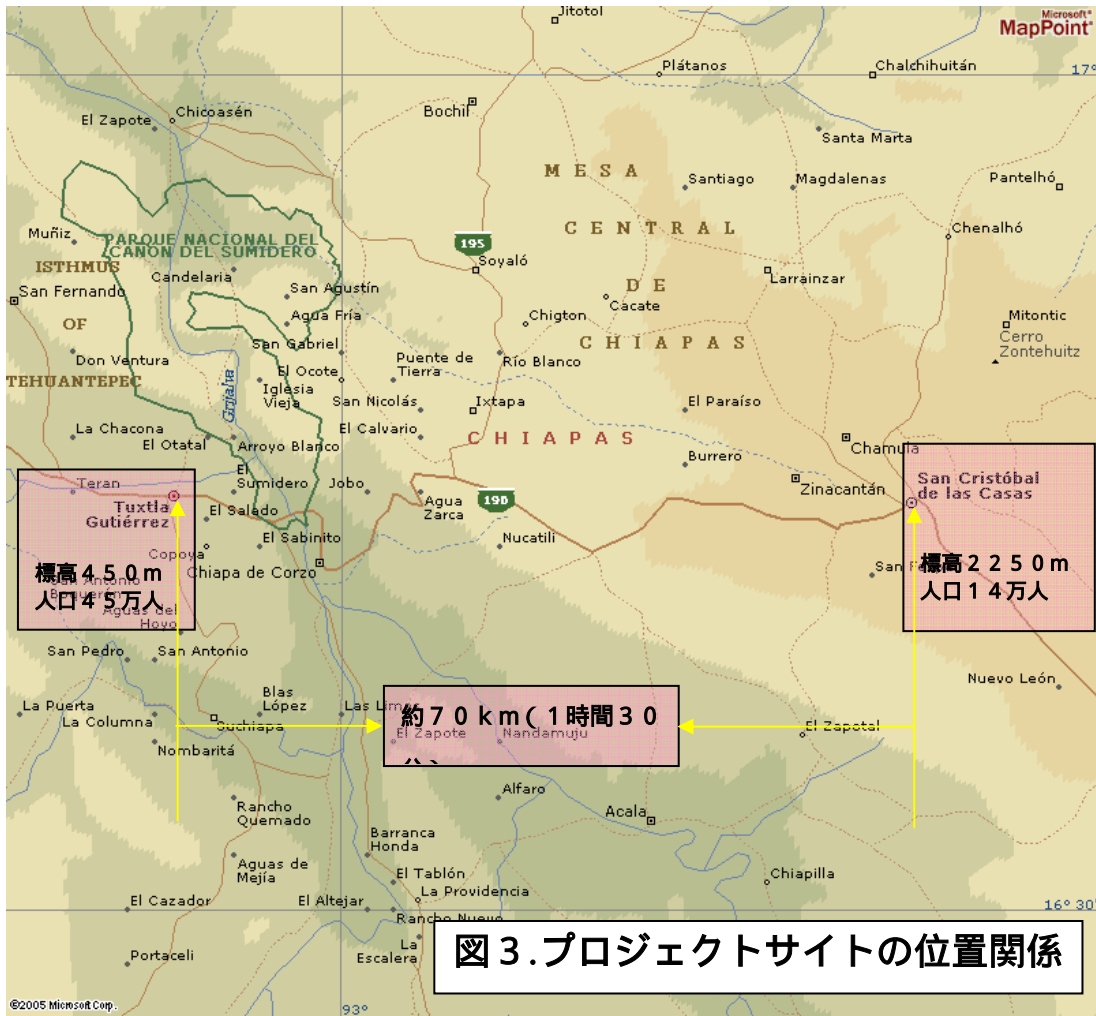 Jitotol
Microsoft®
MapPoint®
Plátanos
Chalchihuitán
17°
Bochil
Chicoasén
El Zapote
Santa Marta
MESA
Santiago
Magdalenas
Pantelhó
CENTRAL
Chenalhó
Muñiz
PARQUE NACIONAL DEL
CAÑON DEL SUMIDERO
195
Soyaló
ISTHMUS
Candelaria
Larrainzar
San Fernando
San Agustín
DE
Cacate
OF
Agua Fria
Chigton
Mitontic
CHIAPAS
Cerro
Zontehuitz
San Gabriel
Don Ventura
Puente de
Tierra
Río Blanco
TEHUANTEPEC
El Ocote
Grijalva
Iglesia
Vieja
San Nicolás
Ixtapa
El Paraíso
La Chacona
El Calvario
El Otatal
Arroyo Blanco
CHIAPAS
Chamula
Burrero
El
Sumidero
Jobo
Teran
Zinacantán
San Cristóbal
de las Casas
Agua
Zarca
190
Tuxtla
Gutiérrez
El Salado
El Sabinito
Nucatili
Copoya
Chiapa de Corzo
標高450m
人口45万人
San Antonio
Boquerón
Aguas del
Hoyo
San
標高2250m
人口14万人
San Pedro
San Antonio
Nuevo León
La Puerta
La Columna
Blas
López
Las
Suchiapa
約70km(1時間30
El Zapote
Nandamuju
El Zapotal
Nombaritá
Alfaro
Rancho
Quemado
Acala
Barranca
Honda
Aguas de
Mejía
El Tablón
Chiapilla
La Providencia
El Cazador
El Altejar
Rancho Nuevo
16° 30'
La
Escalera
図3.プロジェクトサイトの位置関係
Portaceli
©2005 Microsoft Corp.
93°